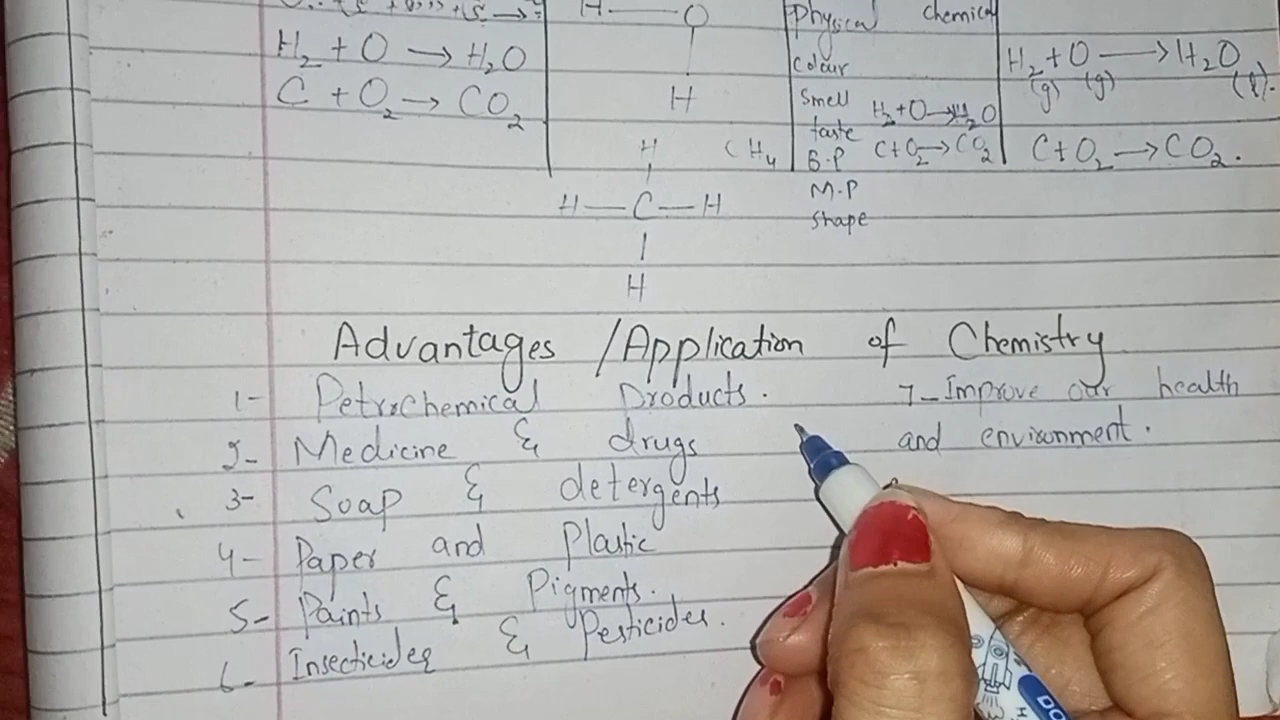 H — O
Physical chemical
H₂ + O ⟶ H₂O
C + O₂ ⟶ CO₂
H
colour
smell
taste
B.P
M.P
shape
H₂+O⟶H₂O
C+O₂⟶CO₂
H₂+O ⟶ H₂O
(g) (g) (l).
C+O₂⟶CO₂.
H
CH₄
H — C — H
H
Advantages / Application of Chemistry
1- Petrochemical Products.
2- Medicine & drugs
3- Soap & detergents
4- Paper and Plastic
5- Paints & Pigments.
6- Insecticides & Pesticides.
7- Improve our health
and environment.
DO